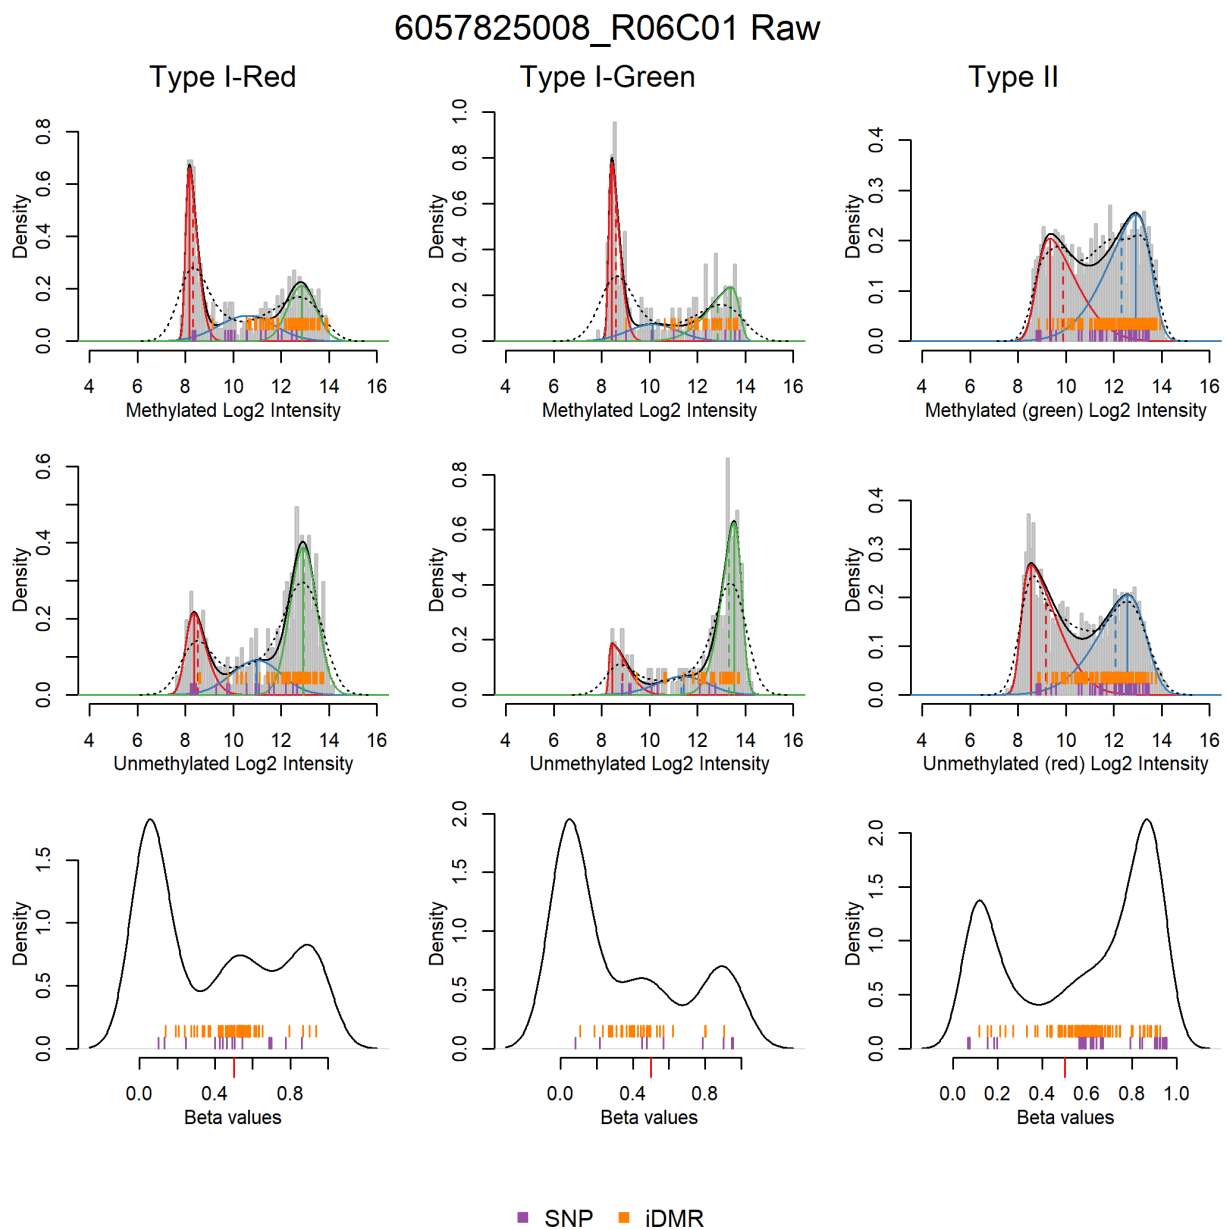 6057825008_R06C01 Raw
Type I-Red
Type I-Green
Type II
Density
0.0 0.2 0.4 0.6 0.8
4 6 8 10 12 14 16
Methylated Log2 Intensity
Density
0.0 0.2 0.4 0.6 0.8 1.0
4 6 8 10 12 14 16
Methylated Log2 Intensity
Density
0.0 0.1 0.2 0.3 0.4
4 6 8 10 12 14 16
Methylated (green) Log2 Intensity
Density
0.0 0.2 0.4 0.6
4 6 8 10 12 14 16
Unmethylated Log2 Intensity
Density
0.0 0.2 0.4 0.6 0.8
4 6 8 10 12 14 16
Unmethylated Log2 Intensity
Density
0.0 0.1 0.2 0.3 0.4
4 6 8 10 12 14 16
Unmethylated (red) Log2 Intensity
Density
0.0 0.5 1.0 1.5
0.0 0.4 0.8
Beta values
Density
0.0 0.5 1.0 1.5 2.0
0.0 0.4 0.8
Beta values
Density
0.0 0.5 1.0 1.5 2.0
0.0 0.2 0.4 0.6 0.8 1.0
Beta values
SNP iDMR